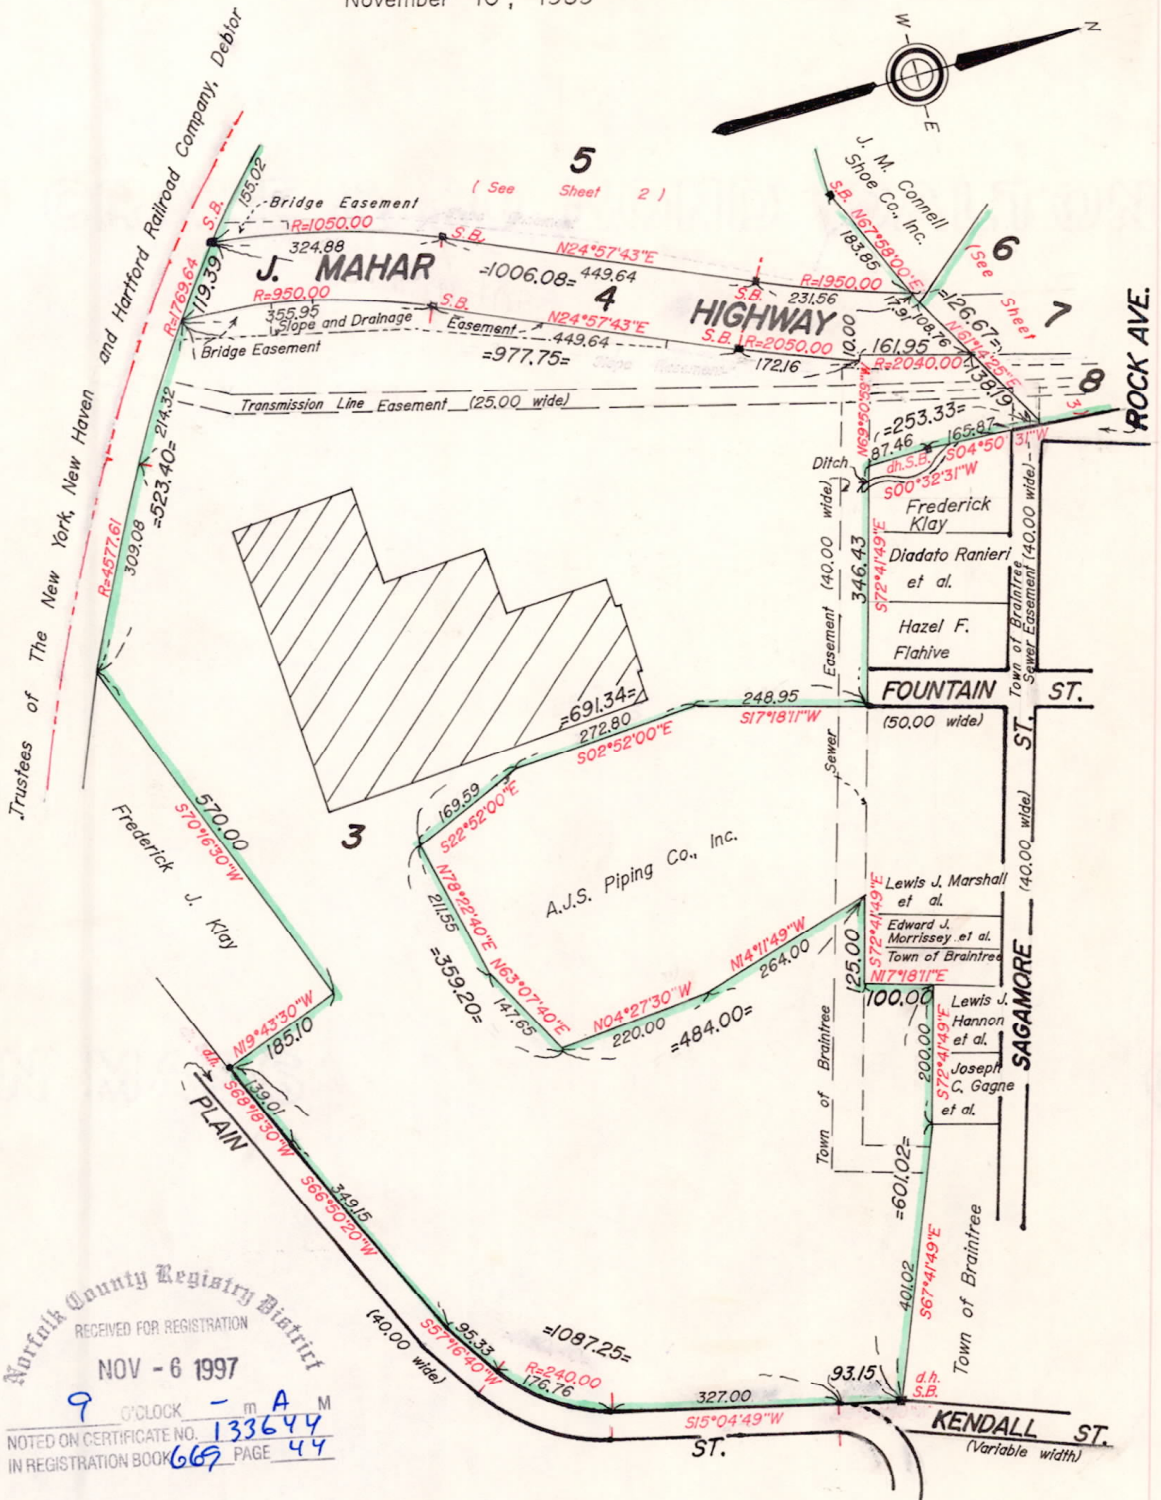 November 10, 1969
W
N
E
5
( See Sheet 2 )
J. M. Connell
Shoe Co., Inc.
6
(See Sheet
7
8
3)
ROCK AVE.
and Hartford Railroad Company, Debtor
Trustees of The New York, New Haven
155.02
S.B.
Bridge Easement
R=1050.00
324.88
S.B.
N24°57'43"E
=1006.08=
449.64
S.B.
R=1950.00
231.56
S.B.
N67°58'00"E
183.85
17.91
108.76
=126.67=
N61°14'25"E
138.19
J. MAHAR
4
HIGHWAY
R=1769.64
119.39
R=950.00
355.95
S.B.
Slope and Drainage Easement
N24°57'43"E
449.64
Bridge Easement
=977.75=
S.B.
R=2050.00
172.16
10.00
161.95
R=2040.00
Transmission Line Easement (25.00 wide)
N69°50'59"W
=253.33=
87.46
165.87
dh.S.B.
S04°50'31"W
S00°32'31"W
Ditch
214.32
=523.40=
309.08
R=4577.61
Frederick
Klay
Diadato Ranieri
et al.
Hazel F.
Flahive
346.43
S72°41'49"E
Sewer Easement (40.00 wide)
Town of Braintree
Sewer Easement (40.00 wide)
FOUNTAIN ST.
(50.00 wide)
248.95
S17°18'11"W
=691.34=
272.80
S02°52'00"E
169.59
S22°52'00"E
3
570.00
S70°16'30"W
Frederick J. Klay
A.J.S. Piping Co., Inc.
N78°22'40"E
211.55
=359.20=
N63°07'40"E
147.65
N04°27'30"W
220.00
=484.00=
N14°11'49"W
264.00
125.00
S72°41'49"E
Lewis J. Marshall
et al.
Edward J.
Morrissey et al.
Town of Braintree
N17°18'11"E
100.00
Lewis J.
Hannon
et al.
Joseph
C. Gagne
et al.
200.00
S72°41'49"E
SAGAMORE ST. (40.00 wide)
Town of Braintree
=601.02=
401.02
S67°41'49"E
Town of Braintree
N19°43'30"W
185.10
d.h.
139.01
S68°18'30"W
PLAIN
349.15
S66°50'20"W
(40.00 wide)
95.33
S57°16'40"W
=1087.25=
R=240.00
176.76
327.00
S15°04'49"W
93.15
d.h.
S.B.
ST.
KENDALL ST.
(Variable width)
Norfolk County Registry District
RECEIVED FOR REGISTRATION
NOV - 6 1997
9 O'CLOCK - m A M
NOTED ON CERTIFICATE NO. 133644
IN REGISTRATION BOOK 669 PAGE 44